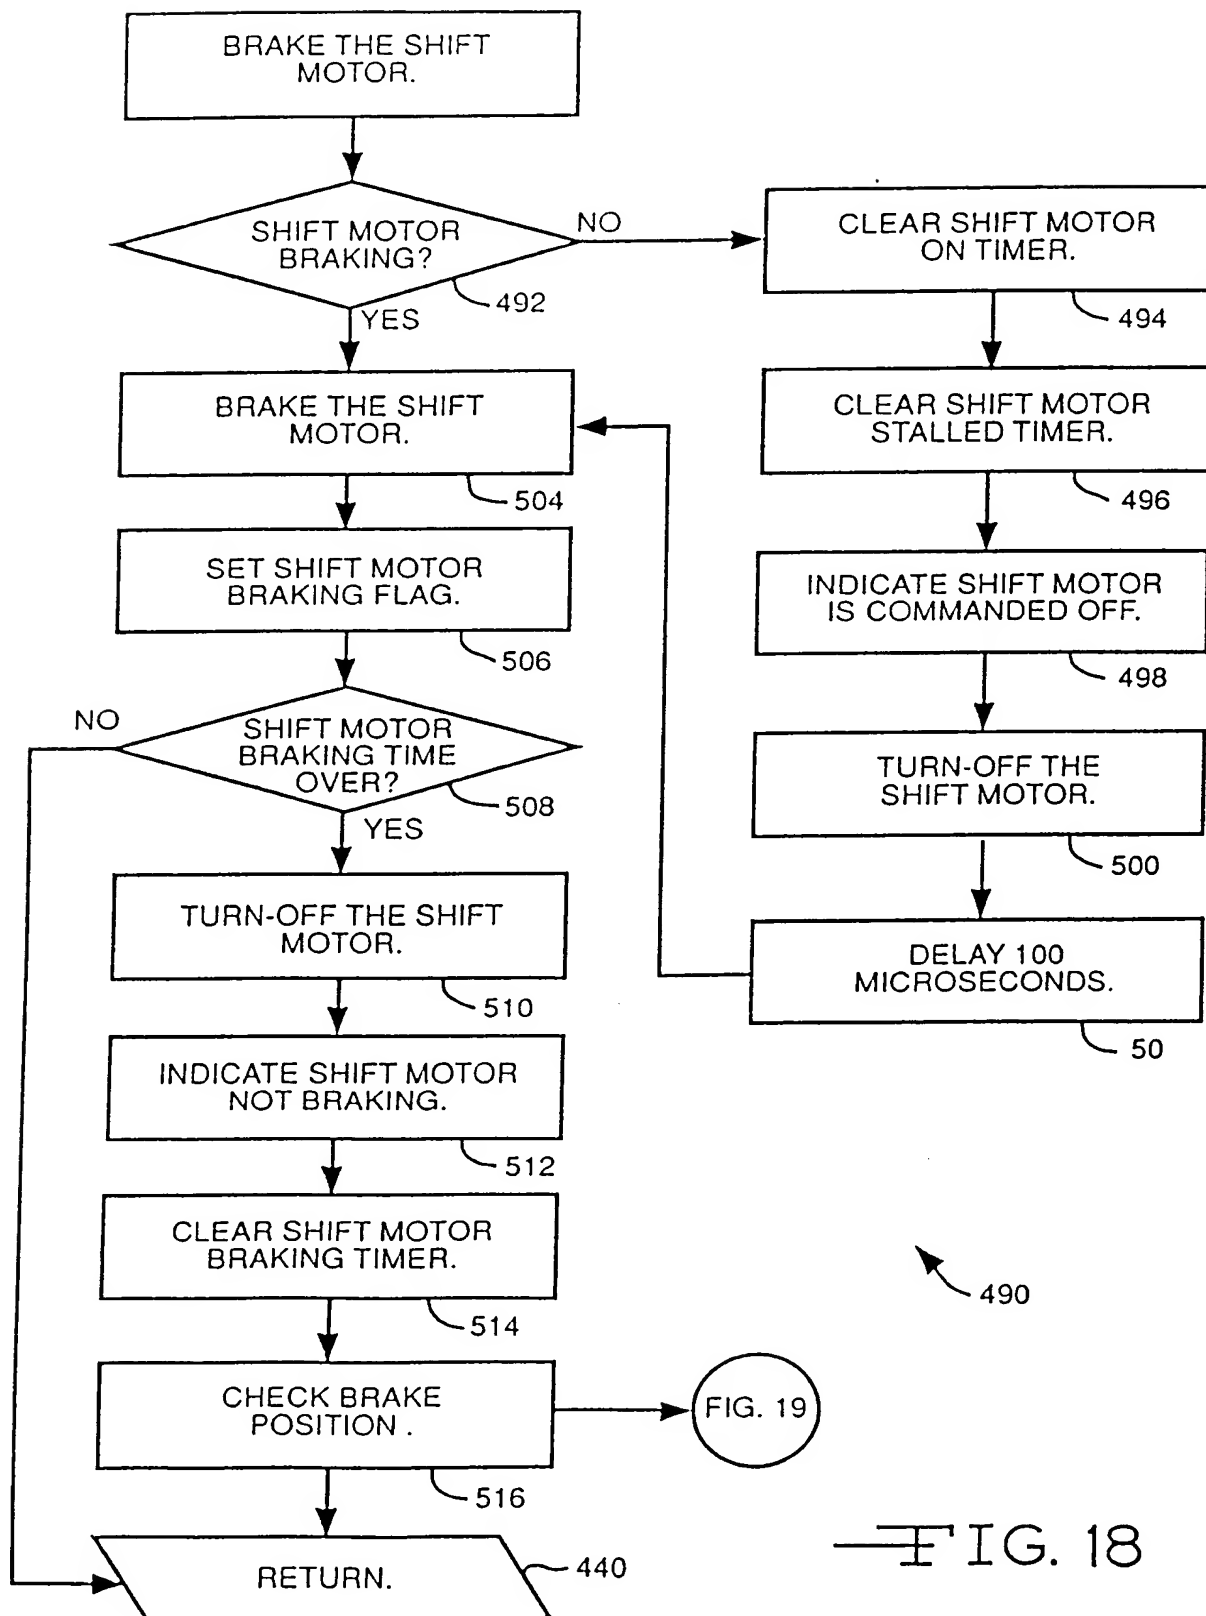 BRAKE THE SHIFT
MOTOR.
SHIFT MOTOR
BRAKING?
NO
492
YES
CLEAR SHIFT MOTOR
ON TIMER.
494
CLEAR SHIFT MOTOR
STALLED TIMER.
496
INDICATE SHIFT MOTOR
IS COMMANDED OFF.
498
TURN-OFF THE
SHIFT MOTOR.
500
DELAY 100
MICROSECONDS.
50
BRAKE THE SHIFT
MOTOR.
504
SET SHIFT MOTOR
BRAKING FLAG.
506
NO
SHIFT MOTOR
BRAKING TIME
OVER?
508
YES
TURN-OFF THE SHIFT
MOTOR.
510
INDICATE SHIFT MOTOR
NOT BRAKING.
512
CLEAR SHIFT MOTOR
BRAKING TIMER.
514
490
CHECK BRAKE
POSITION .
516
FIG. 19
RETURN.
440
FIG. 18